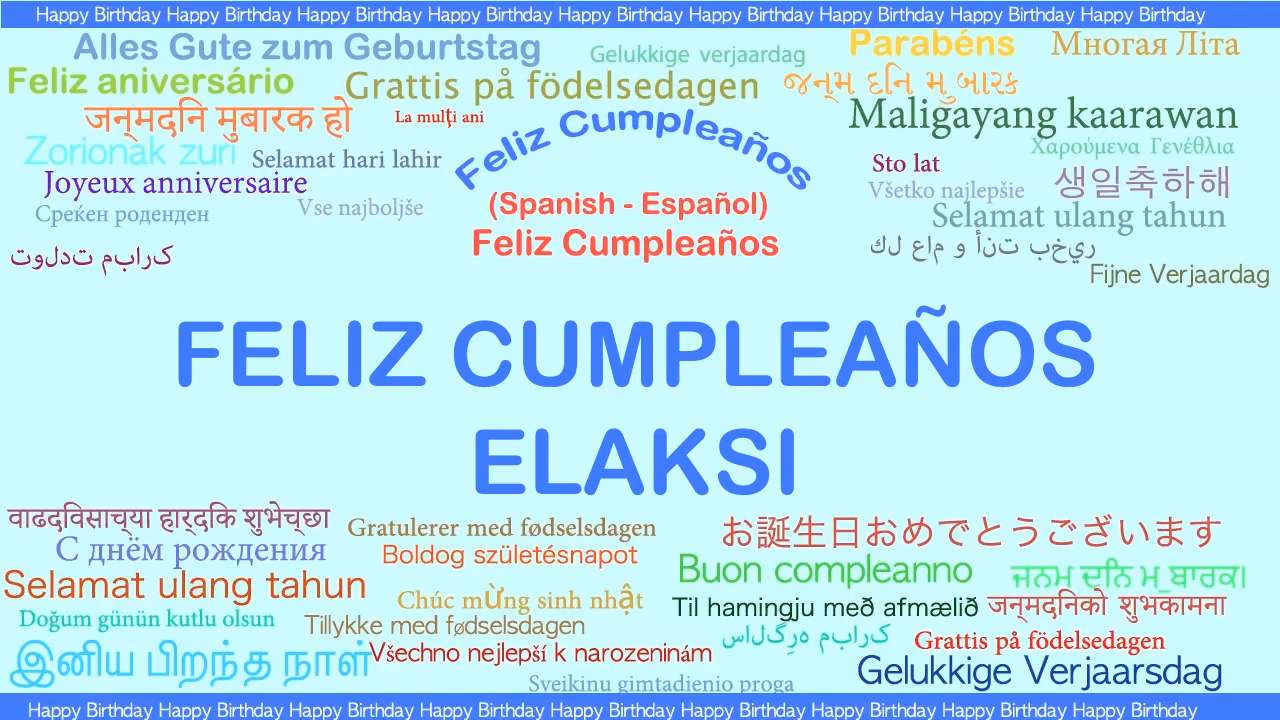 Happy Birthday Happy Birthday Happy Birthday Happy Birthday Happy Birthday Happy Birthday Happy Birthday Happy Birthday Happy Birthday
Alles Gute zum Geburtstag
Gelukkige verjaardag
Parabéns
Многая Літа
Feliz aniversário
Grattis på födelsedagen
જન્મ દિન મુબારક
जन्मदिन मुबारक हो
La mulţi ani
Feliz Cumpleaños
Maligayang kaarawan
Zorionak zuri
Selamat hari lahir
Χαρούμενα Γενέθλια
Sto lat
Joyeux anniversaire
(Spanish - Español)
Všetko najlepšie
생일축하해
Среќен роденден
Vse najboljše
Selamat ulang tahun
Feliz Cumpleaños
تولدت مبارک
كل عام و أنت بخير
Fijne Verjaardag
FELIZ CUMPLEAÑOS
ELAKSI
वाढदिवसाच्या हार्दिक शुभेच्छा
Gratulerer med fødselsdagen
お誕生日おめでとうございます
С днём рождения
Boldog születésnapot
Buon compleanno
ਜਨਮ ਦਿਨ ਮੁਬਾਰਕ।
Selamat ulang tahun
Chúc mừng sinh nhật
Til hamingju með afmælið
जन्मदिनको शुभकामना
Doğum günün kutlu olsun
Tillykke med fødselsdagen
سالگرہ مبارک
Grattis på födelsedagen
இனிய பிறந்த நாள்
Všechno nejlepší k narozeninám
Gelukkige Verjaarsdag
Sveikinu gimtadienio proga
Happy Birthday Happy Birthday Happy Birthday Happy Birthday Happy Birthday Happy Birthday Happy Birthday Happy Birthday Happy Birthday